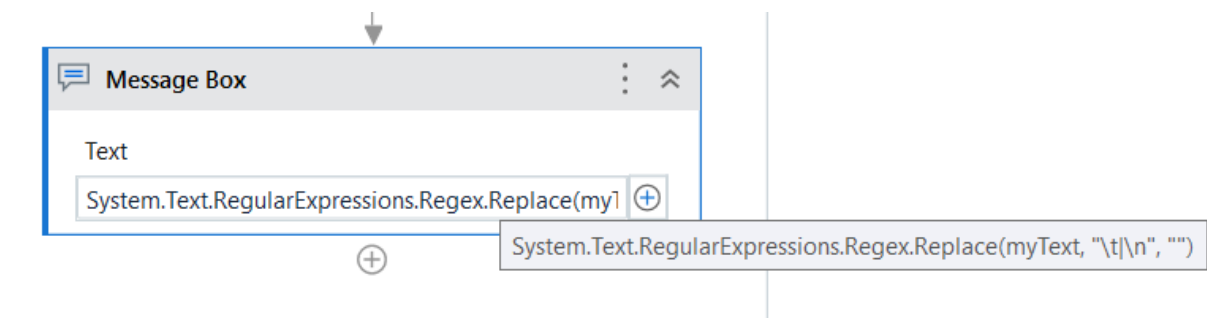 Message Box
Text
System.Text.RegularExpressions.Regex.Replace(myT
System.Text.RegularExpressions.Regex.Replace(myText, "\t|\n", "")